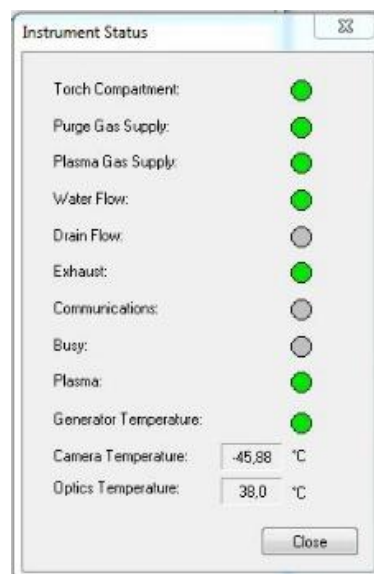 Instrument Status
Torch Compartment:
Purge Gas Supply:
Plasma Gas Supply:
Water Flow:
Drain Flow:
Exhaust:
Communications:
Busy:
Plasma:
Generator Temperature:
Camera Temperature: -45,88 °C
Optics Temperature: 38,0 °C
Close